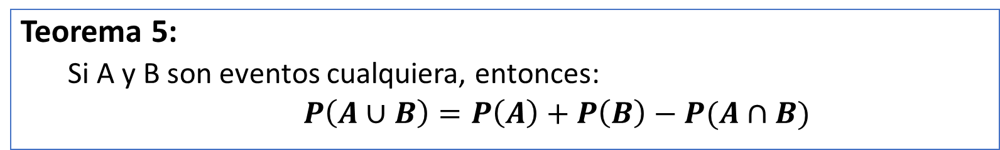 Teorema 5:
Si A y B son eventos cualquiera, entonces:
P(A ∪ B) = P(A) + P(B) − P(A ∩ B)